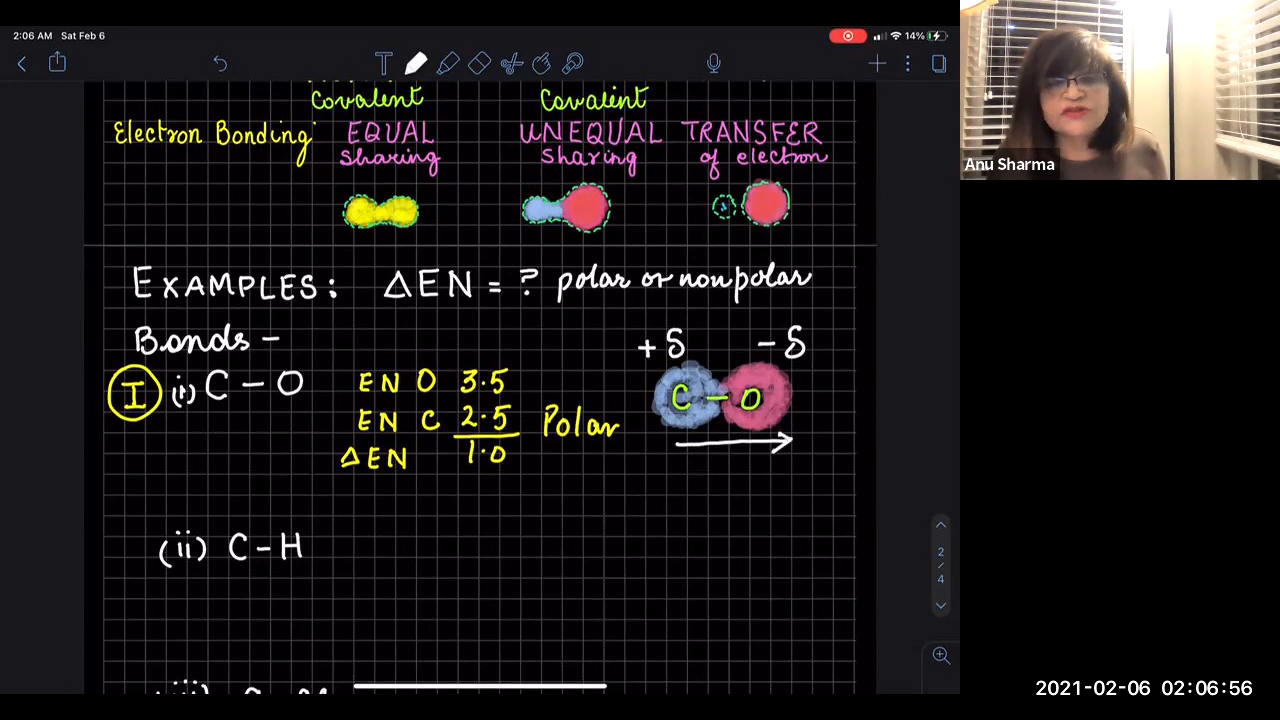 2:06 AM Sat Feb 6
14%
Covalent Covalent
Electron Bonding: EQUAL UNEQUAL TRANSFER
sharing sharing of electron
Anu Sharma
EXAMPLES: ΔEN = ? polar or nonpolar
Bonds -
+δ -δ
I (i) C - O
EN O 3.5
EN C 2.5 Polar
ΔEN 1.0
C - O
(ii) C - H
2
/
4
2021-02-06 02:06:56